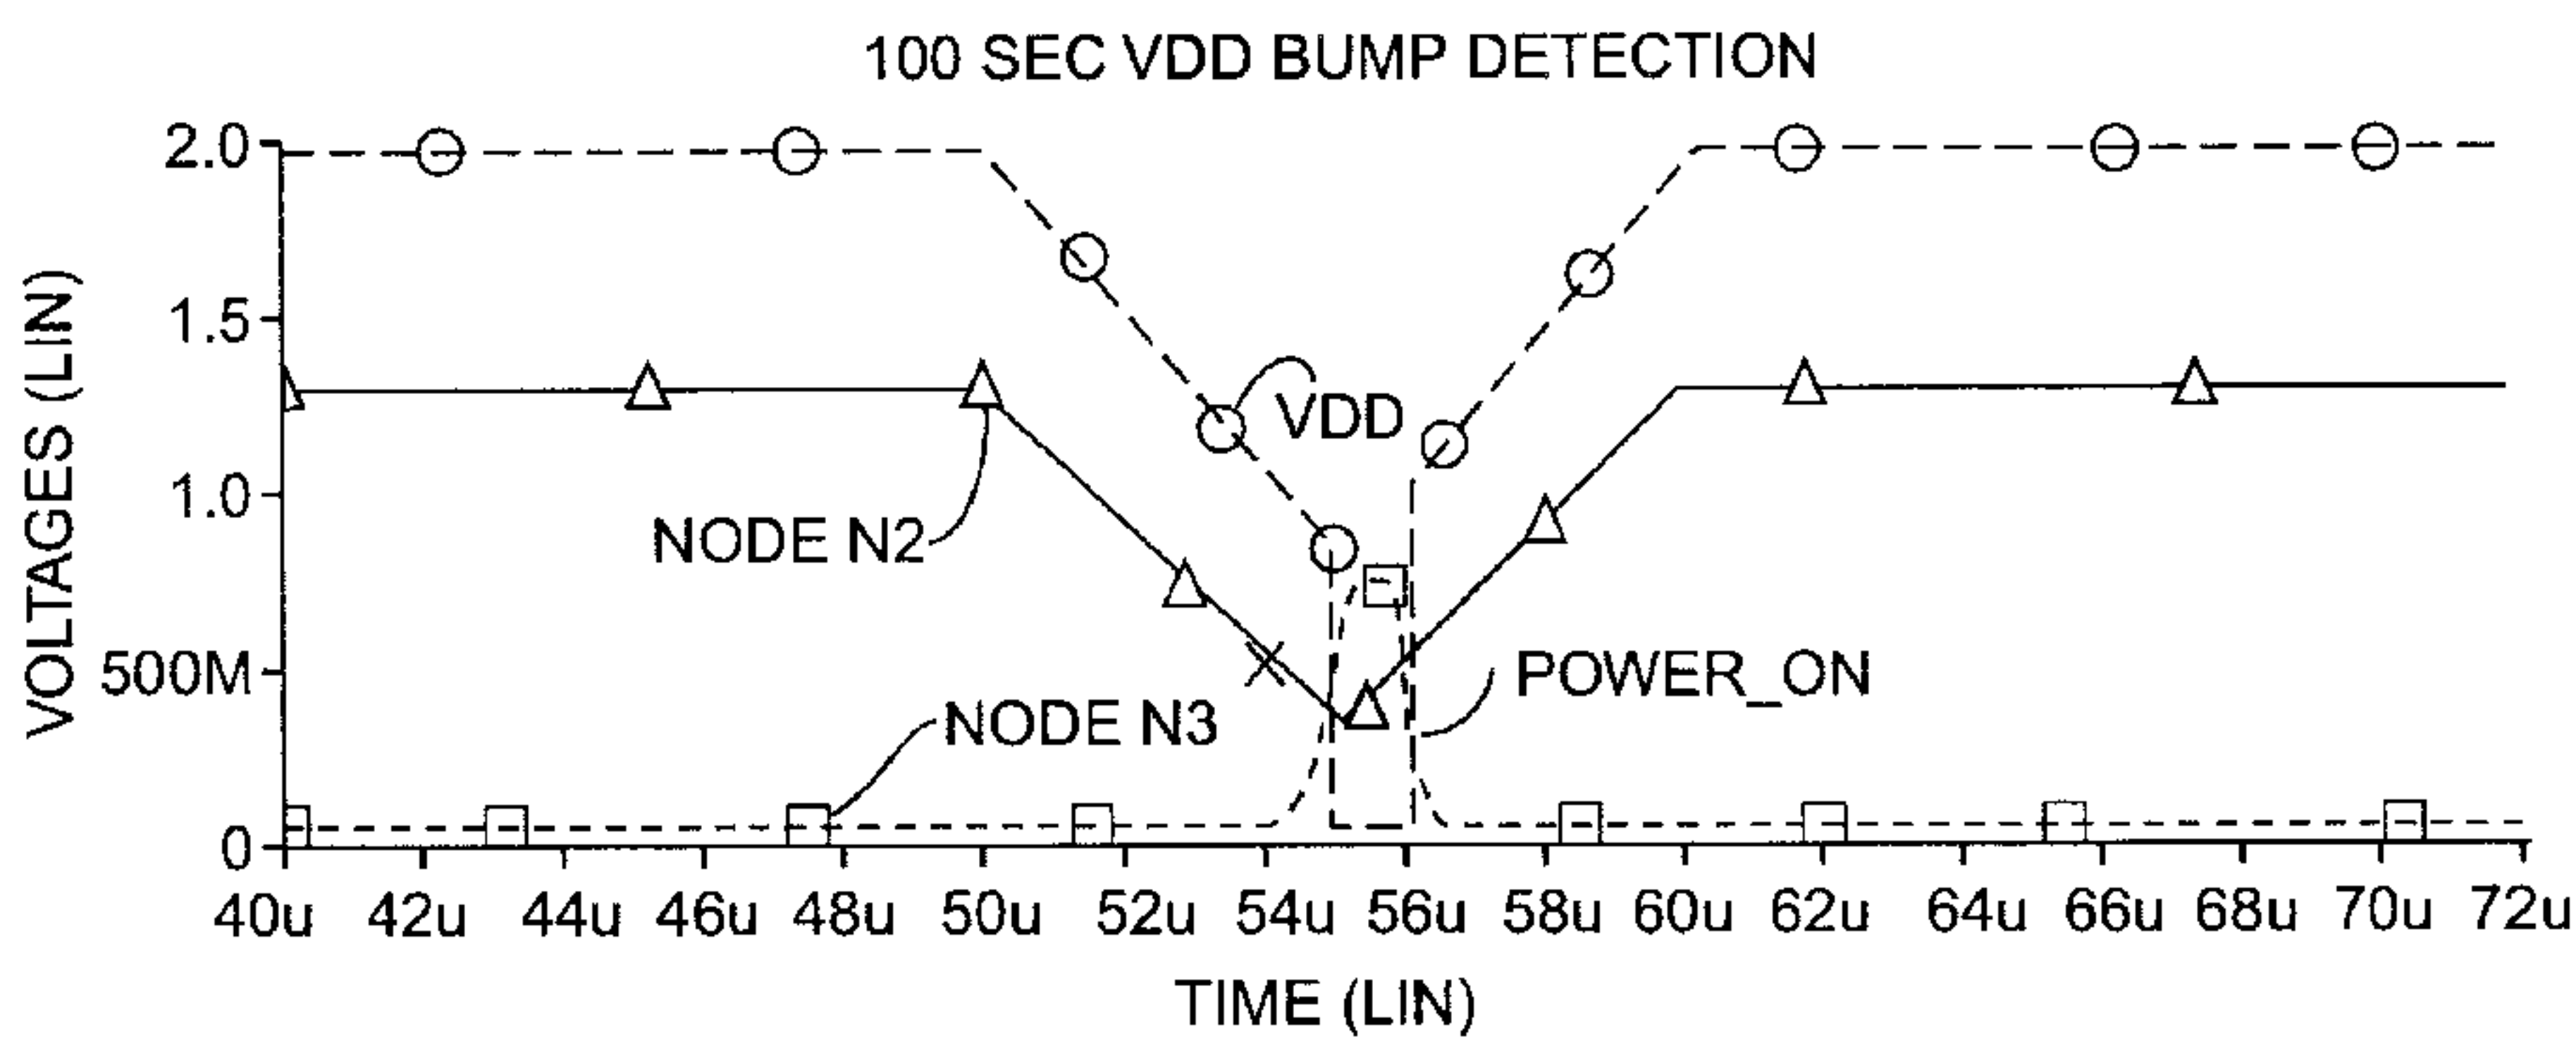 100 SEC VDD BUMP DETECTION
VOLTAGES (LIN)
2.0
1.5
1.0
500M
0
VDD
NODE N2
NODE N3
POWER_ON
40u 42u 44u 46u 48u 50u 52u 54u 56u 58u 60u 62u 64u 66u 68u 70u 72u
TIME (LIN)